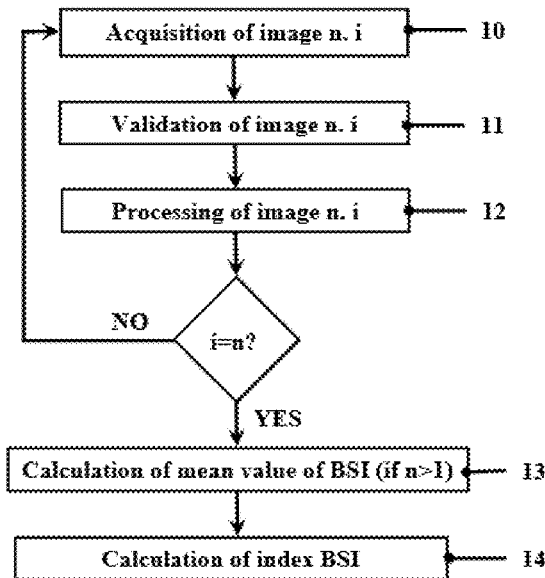 Acquisition of image n. i 10
Validation of image n. i 11
Processing of image n. i 12
i=n?
NO
YES
Calculation of mean value of BSI (if n>1) 13
Calculation of index BSI 14